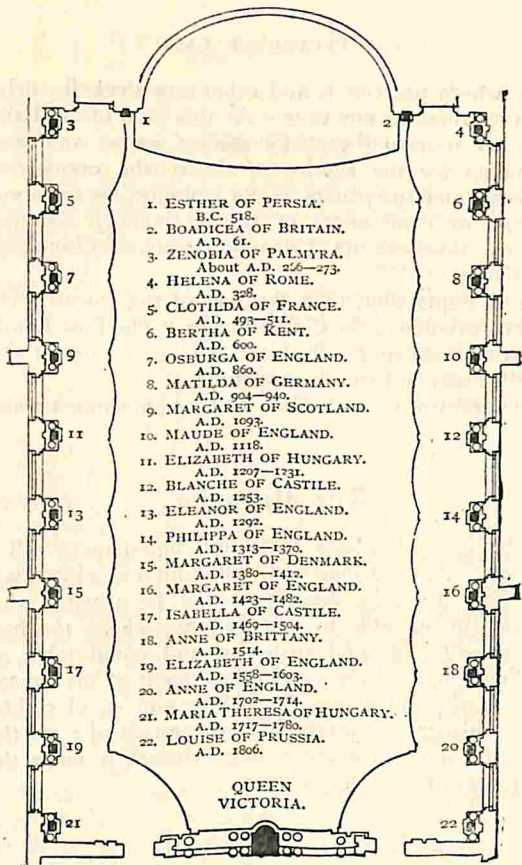 1 2
3 4
1. ESTHER OF PERSIA.
B.C. 518.
5 6
2. BOADICEA OF BRITAIN.
A.D. 61.
3. ZENOBIA OF PALMYRA.
About A.D. 266—273.
7 8
4. HELENA OF ROME.
A.D. 328.
5. CLOTILDA OF FRANCE.
A.D. 493—511.
6. BERTHA OF KENT.
A.D. 600.
9 10
7. OSBURGA OF ENGLAND.
A.D. 860.
8. MATILDA OF GERMANY.
A.D. 904—940.
9. MARGARET OF SCOTLAND.
A.D. 1093.
11 12
10. MAUDE OF ENGLAND.
A.D. 1118.
11. ELIZABETH OF HUNGARY.
A.D. 1207—1231.
12. BLANCHE OF CASTILE.
A.D. 1253.
13 14
13. ELEANOR OF ENGLAND.
A.D. 1292.
14. PHILIPPA OF ENGLAND.
A.D. 1313—1370.
15 16
15. MARGARET OF DENMARK.
A.D. 1380—1412.
16. MARGARET OF ENGLAND.
A.D. 1423—1482.
17. ISABELLA OF CASTILE.
A.D. 1469—1504.
17 18
18. ANNE OF BRITTANY.
A.D. 1514.
19. ELIZABETH OF ENGLAND.
A.D. 1558—1603.
20. ANNE OF ENGLAND.
A.D. 1702—1714.
19 20
21. MARIA THERESA OF HUNGARY.
A.D. 1717—1780.
22. LOUISE OF PRUSSIA.
A.D. 1806.
QUEEN
VICTORIA.
21 22